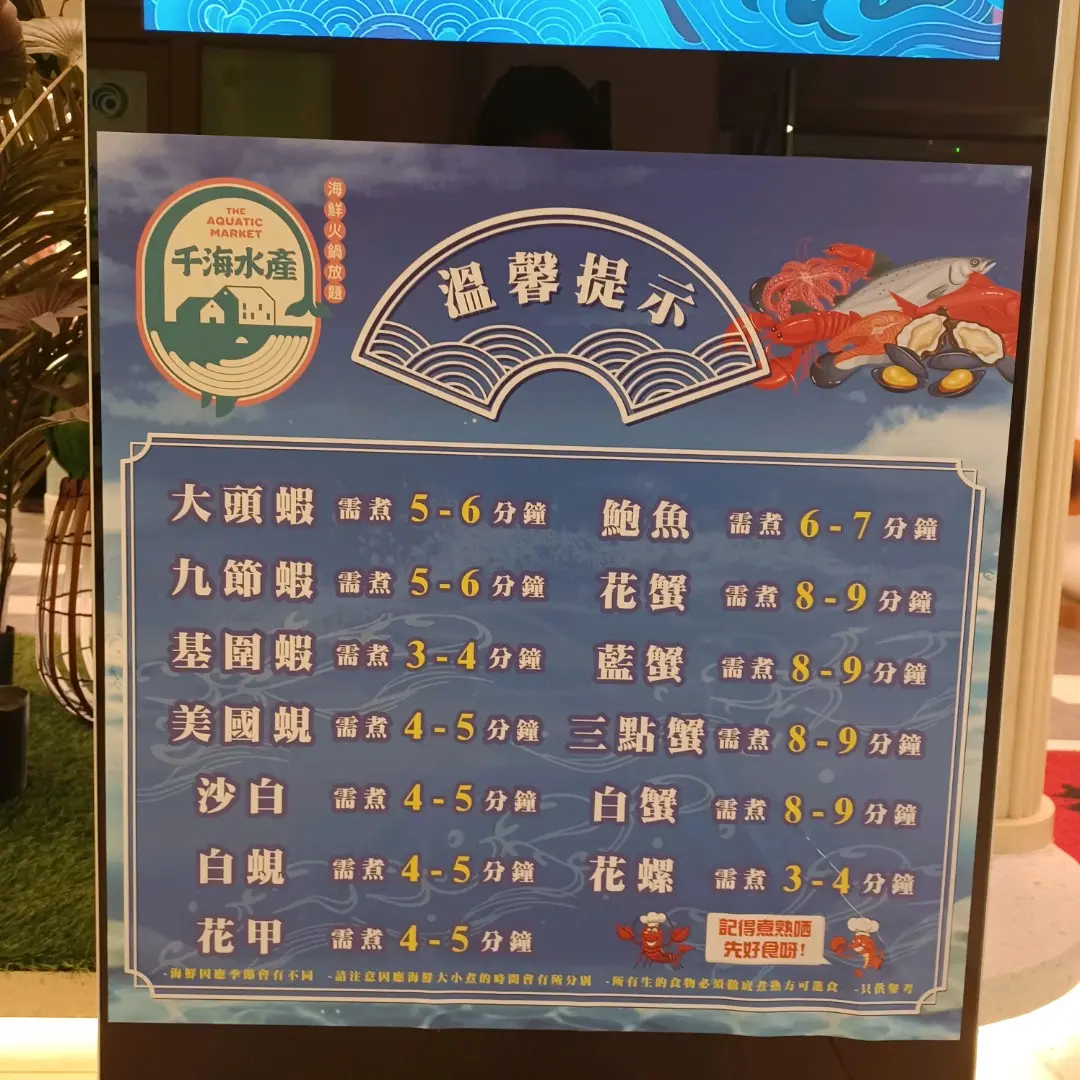 THE
AQUATIC
MARKET
千海水產
海鮮火鍋放題
溫馨提示
大頭蝦 需煮 5-6 分鐘
九節蝦 需煮 5-6 分鐘
基圍蝦 需煮 3-4 分鐘
美國蜆 需煮 4-5 分鐘
沙白 需煮 4-5 分鐘
白蜆 需煮 4-5 分鐘
花甲 需煮 4-5 分鐘
鮑魚 需煮 6-7 分鐘
花蟹 需煮 8-9 分鐘
藍蟹 需煮 8-9 分鐘
三點蟹 需煮 8-9 分鐘
白蟹 需煮 8-9 分鐘
花螺 需煮 3-4 分鐘
記得煮熟晒
先好食呀!
-海鮮因應季節會有不同 -請注意因應海鮮大小煮的時間會有所分別 -所有生的食物必須徹底煮熟方可進食 -只供參考